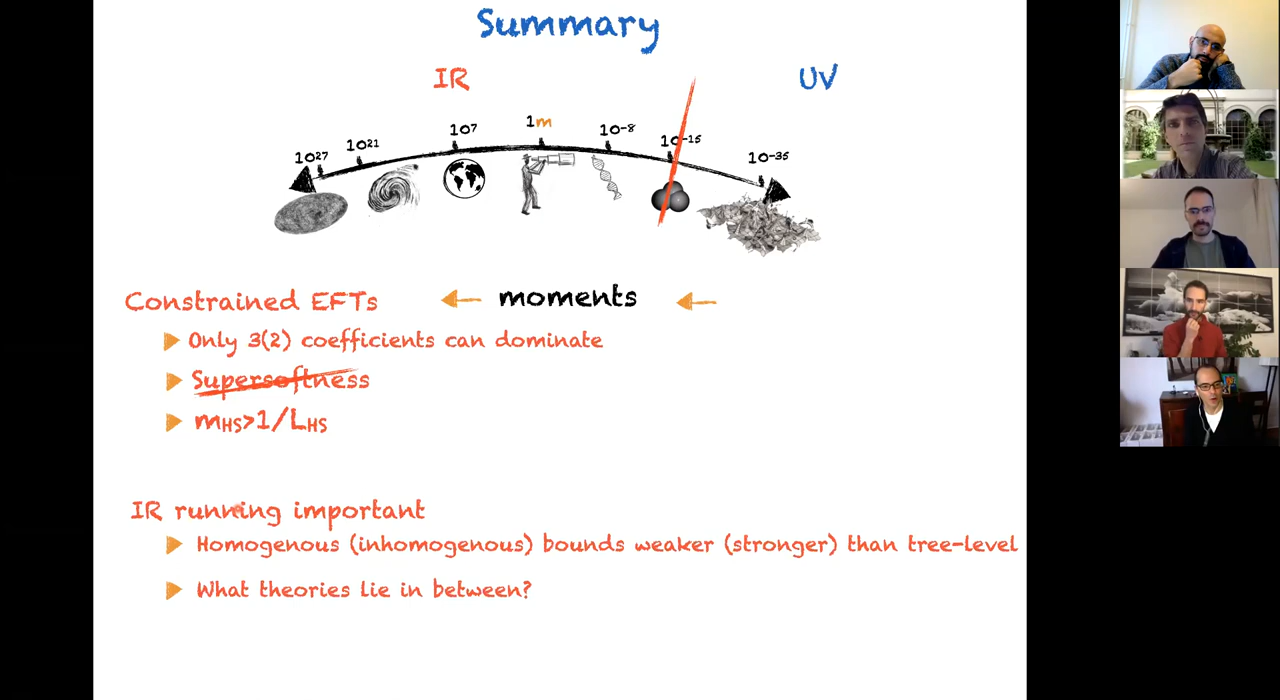 Summary
IR
UV
10²⁷
10²¹
10⁷
1m
10⁻⁸
10⁻¹⁵
10⁻³⁵
Constrained EFTs
moments
Only 3(2) coefficients can dominate
Supersoftness
mHS>1/LHS
IR running important
Homogenous (inhomogenous) bounds weaker (stronger) than tree-level
What theories lie in between?